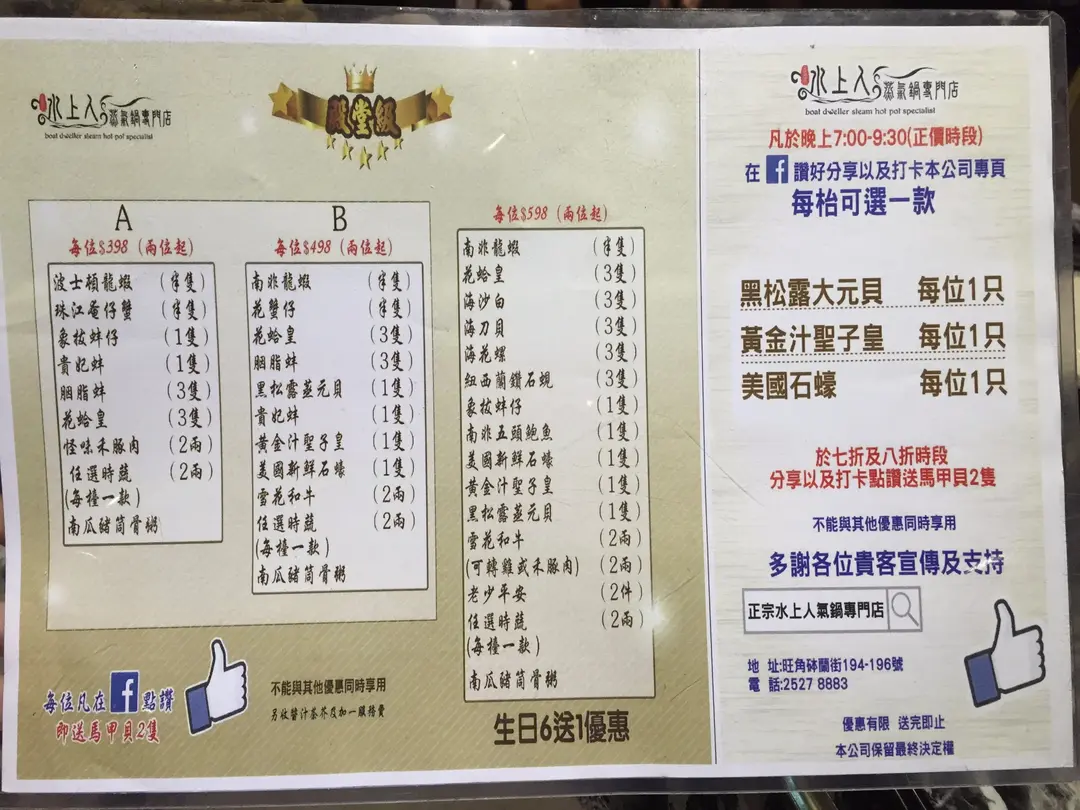 水上人蒸氣鍋專門店
boat dweller steam hot pot specialist
殿堂級
A
每位$398 (兩位起)
波士頓龍蝦 (半隻)
珠江奄仔蟹 (半隻)
象拔蚌仔 (1隻)
貴妃蚌 (1隻)
胭脂蚌 (3隻)
花蛤皇 (3隻)
怪味禾豚肉 (2兩)
任選時蔬 (2兩)
(每檯一款)
南瓜豬筒骨粥
B
每位$498 (兩位起)
南非龍蝦 (半隻)
花蟹仔 (半隻)
花蛤皇 (3隻)
胭脂蚌 (3隻)
黑松露蒸元貝 (1隻)
貴妃蚌 (1隻)
黃金汁聖子皇 (1隻)
美國新鮮石蠔 (1隻)
雪花和牛 (2兩)
任選時蔬 (2兩)
(每檯一款)
南瓜豬筒骨粥
每位$598 (兩位起)
南非龍蝦 (半隻)
花蛤皇 (3隻)
海沙白 (3隻)
海刀貝 (3隻)
海花螺 (3隻)
紐西蘭鑽石蜆 (3隻)
象拔蚌仔 (1隻)
南非五頭鮑魚 (1隻)
美國新鮮石蠔 (1隻)
黃金汁聖子皇 (1隻)
黑松露蒸元貝 (1隻)
雪花和牛 (2兩)
(可轉雞或禾豚肉) (2兩)
老少平安 (2件)
任選時蔬 (2兩)
(每檯一款)
南瓜豬筒骨粥
每位凡在f點讚
即送馬甲貝2隻
不能與其他優惠同時享用
另收醬汁茶芥及加一服務費
生日6送1優惠
水上人蒸氣鍋專門店
boat dweller steam hot pot specialist
凡於晚上7:00-9:30(正價時段)
在f讚好分享以及打卡本公司專頁
每枱可選一款
黑松露大元貝 每位1只
黃金汁聖子皇 每位1只
美國石蠔 每位1只
於七折及八折時段
分享以及打卡點讚送馬甲貝2隻
不能與其他優惠同時享用
多謝各位貴客宣傳及支持
正宗水上人氣鍋專門店
地 址:旺角砵蘭街194-196號
電 話:2527 8883
優惠有限 送完即止
本公司保留最終決定權